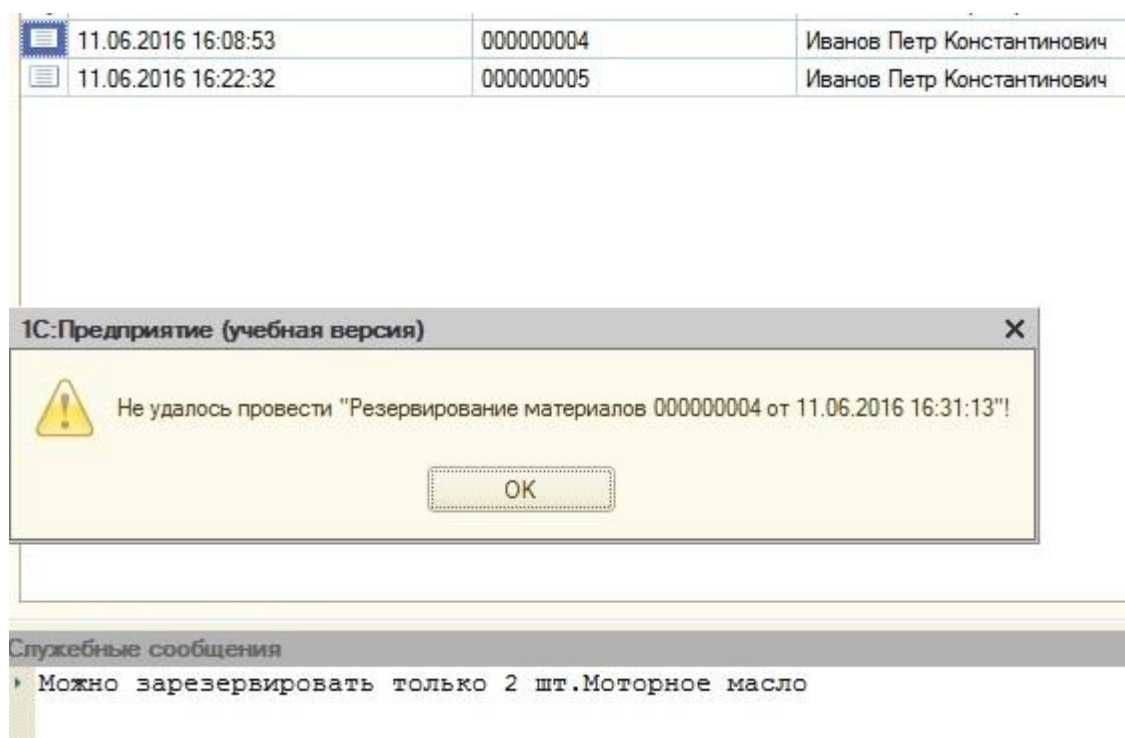 11.06.2016 16:08:53 000000004 Иванов Петр Константинович
11.06.2016 16:22:32 000000005 Иванов Петр Константинович
1С:Предприятие (учебная версия)
Не удалось провести "Резервирование материалов 000000004 от 11.06.2016 16:31:13"!
OK
Служебные сообщения
Можно зарезервировать только 2 шт.Моторное масло